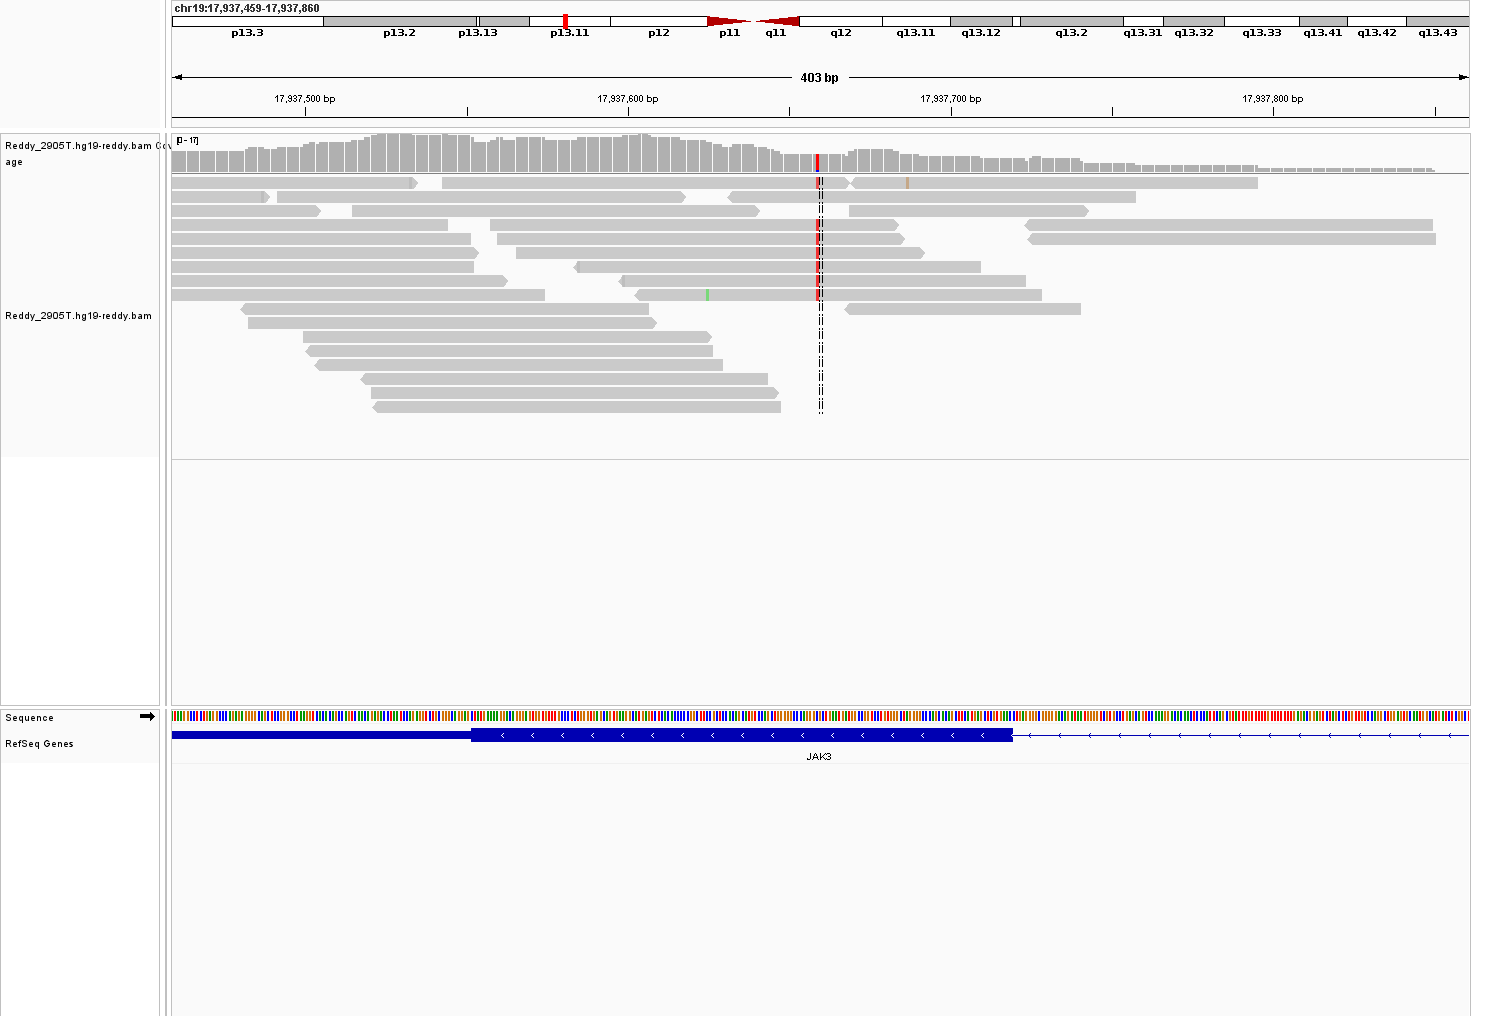 chr19:17,937,459-17,937,860
p13.3 p13.2 p13.13 p13.11 p12 p11 q11 q12 q13.11 q13.12 q13.2 q13.31 q13.32 q13.33 q13.41 q13.42 q13.43
403 bp
17,937,500 bp 17,937,600 bp 17,937,700 bp 17,937,800 bp
[0 - 17]
Reddy_2905T.hg19-reddy.bam Cov
age
Reddy_2905T.hg19-reddy.bam
Sequence
RefSeq Genes
JAK3